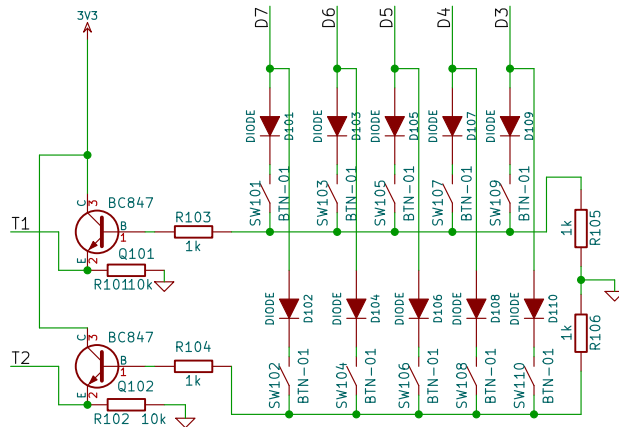 3V3
D7
D6
D5
D4
D3
DIODE
D101
DIODE
D103
DIODE
D105
DIODE
D107
DIODE
D109
SW101
BTN-01
SW103
BTN-01
SW105
BTN-01
SW107
BTN-01
SW109
BTN-01
T1
C
3
BC847
B
1
E
2
Q101
R101
10k
R103
1k
1k
R105
DIODE
D102
DIODE
D104
DIODE
D106
DIODE
D108
DIODE
D110
1k
R106
T2
C
3
BC847
B
1
E
2
Q102
R102
10k
R104
1k
SW102
BTN-01
SW104
BTN-01
SW106
BTN-01
SW108
BTN-01
SW110
BTN-01